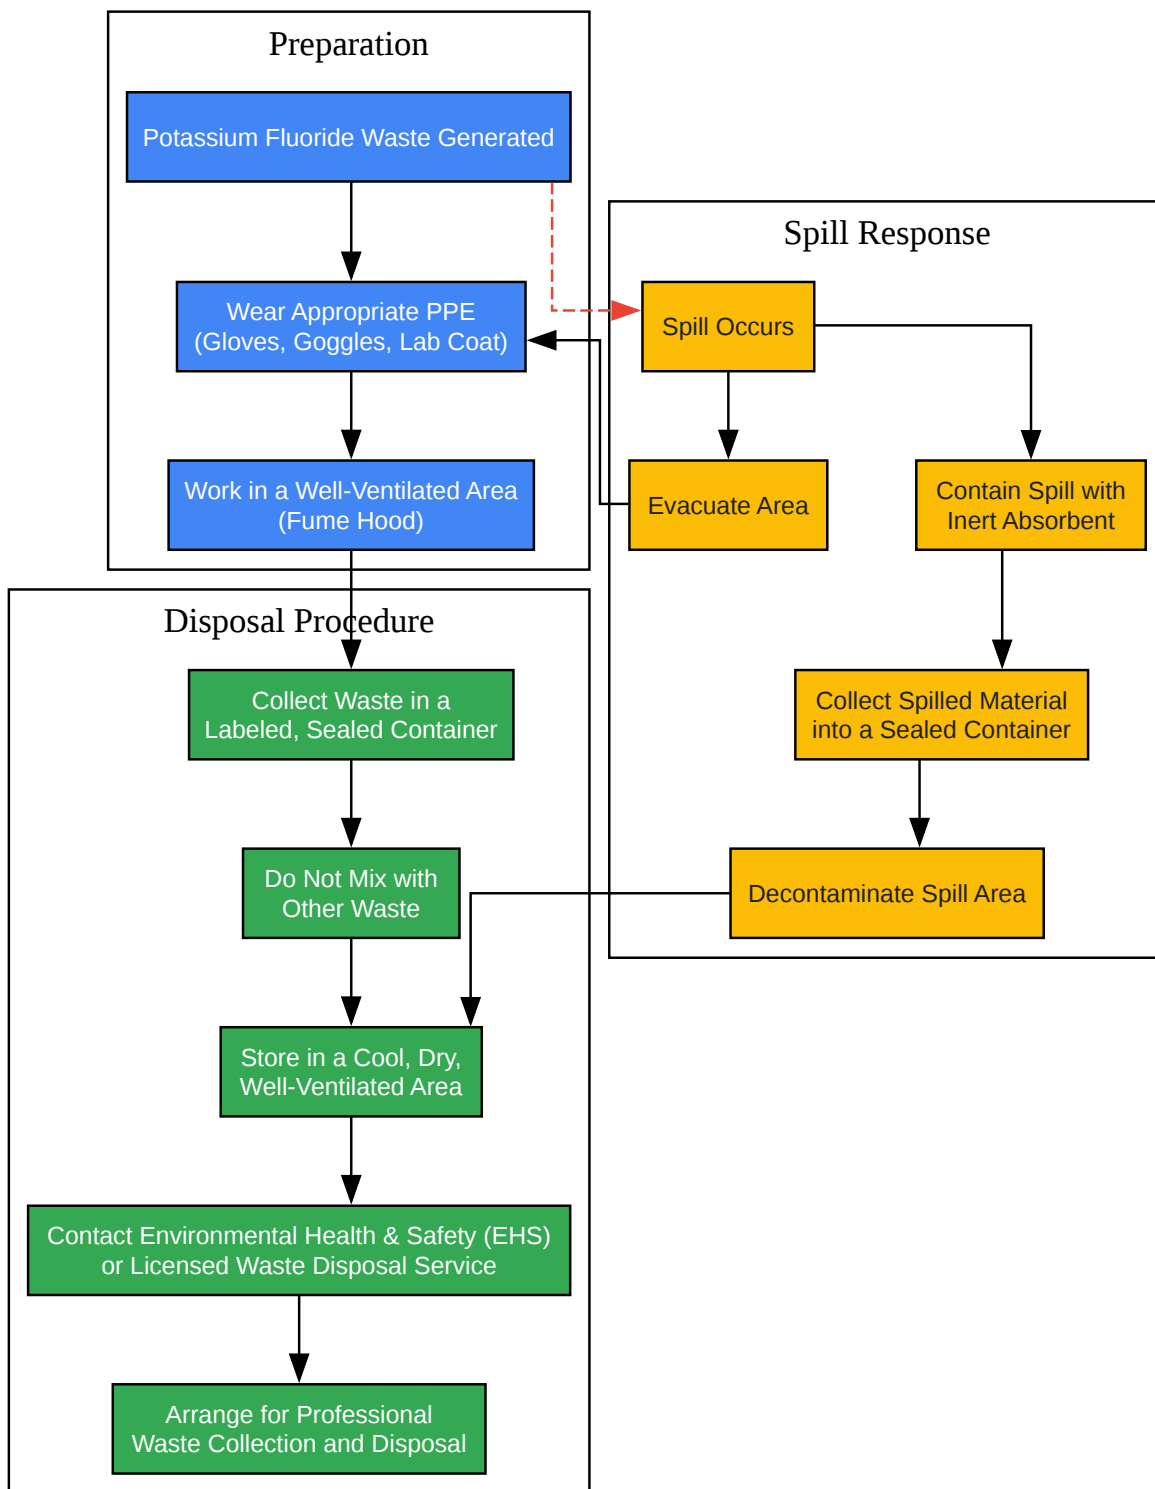 Preparation
Potassium Fluoride Waste Generated
Wear Appropriate PPE
(Gloves, Goggles, Lab Coat)
Work in a Well-Ventilated Area
(Fume Hood)
Spill Response
Spill Occurs
Evacuate Area
Contain Spill with
Inert Absorbent
Collect Spilled Material
into a Sealed Container
Decontaminate Spill Area
Disposal Procedure
Collect Waste in a
Labeled, Sealed Container
Do Not Mix with
Other Waste
Store in a Cool, Dry,
Well-Ventilated Area
Contact Environmental Health & Safety (EHS)
or Licensed Waste Disposal Service
Arrange for Professional
Waste Collection and Disposal